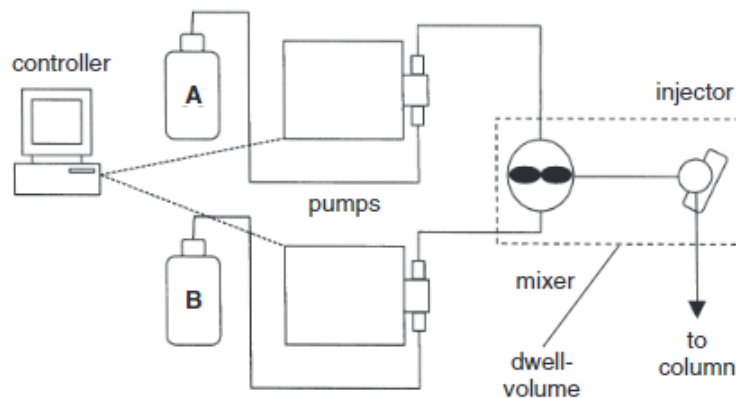 controller
A
injector
pumps
B
mixer
dwell-
volume
to
column